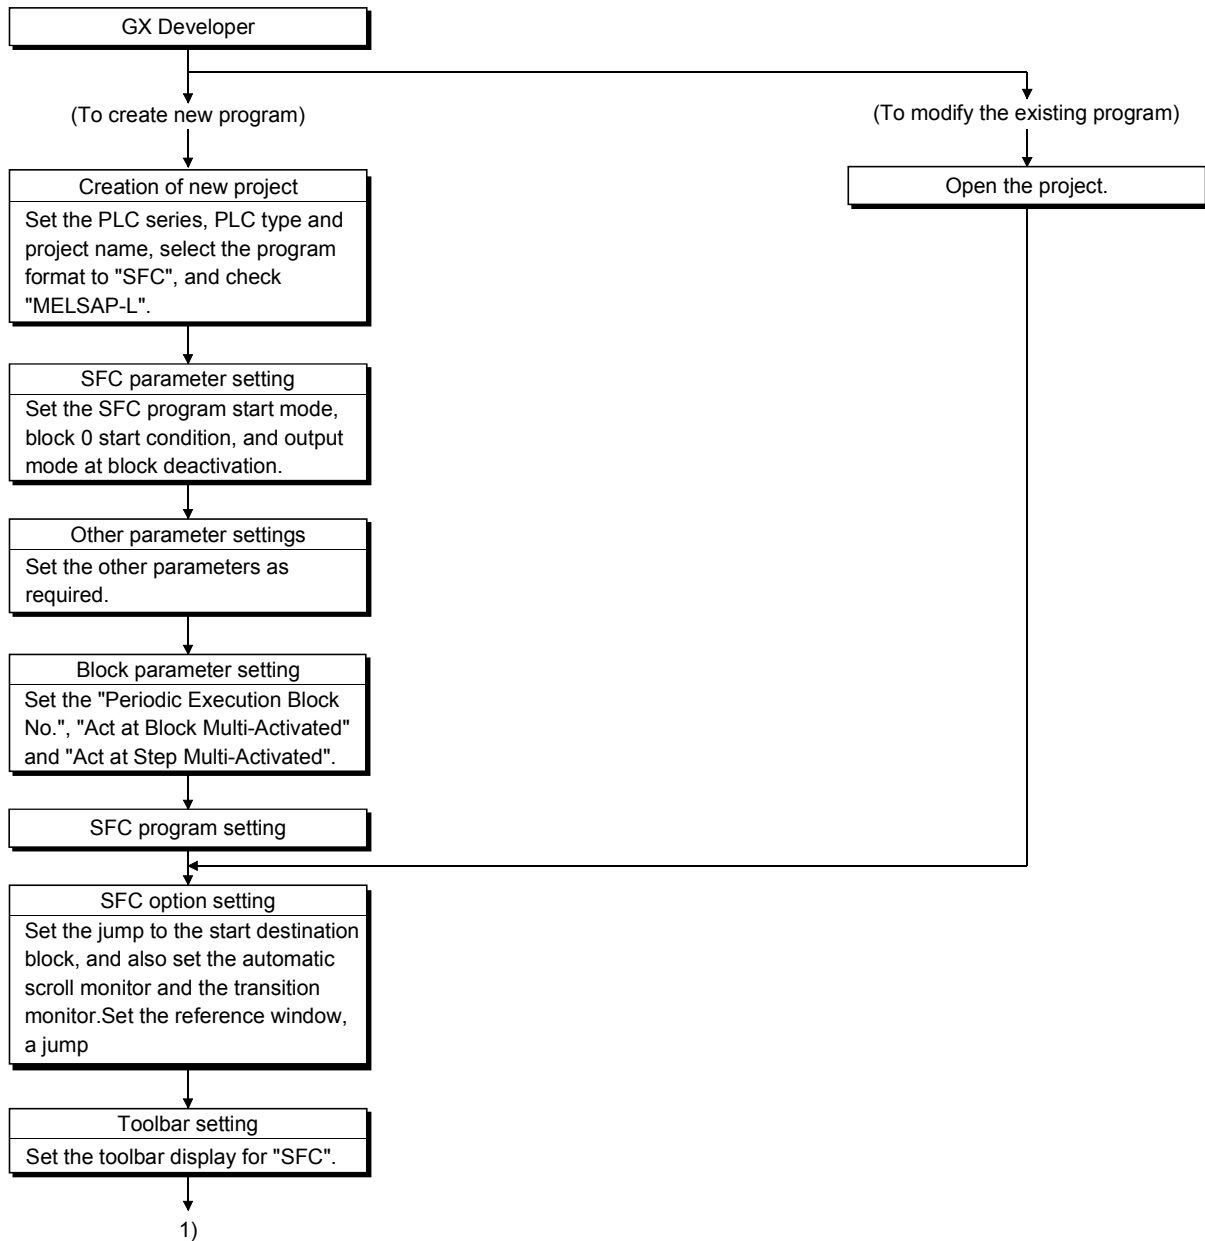 GX Developer
(To create new program)
(To modify the existing program)
Creation of new project
Set the PLC series, PLC type and
project name, select the program
format to "SFC", and check
"MELSAP-L".
Open the project.
SFC parameter setting
Set the SFC program start mode,
block 0 start condition, and output
mode at block deactivation.
Other parameter settings
Set the other parameters as
required.
Block parameter setting
Set the "Periodic Execution Block
No.", "Act at Block Multi-Activated"
and "Act at Step Multi-Activated".
SFC program setting
SFC option setting
Set the jump to the start destination
block, and also set the automatic
scroll monitor and the transition
monitor.Set the reference window,
a jump
Toolbar setting
Set the toolbar display for "SFC".
1)